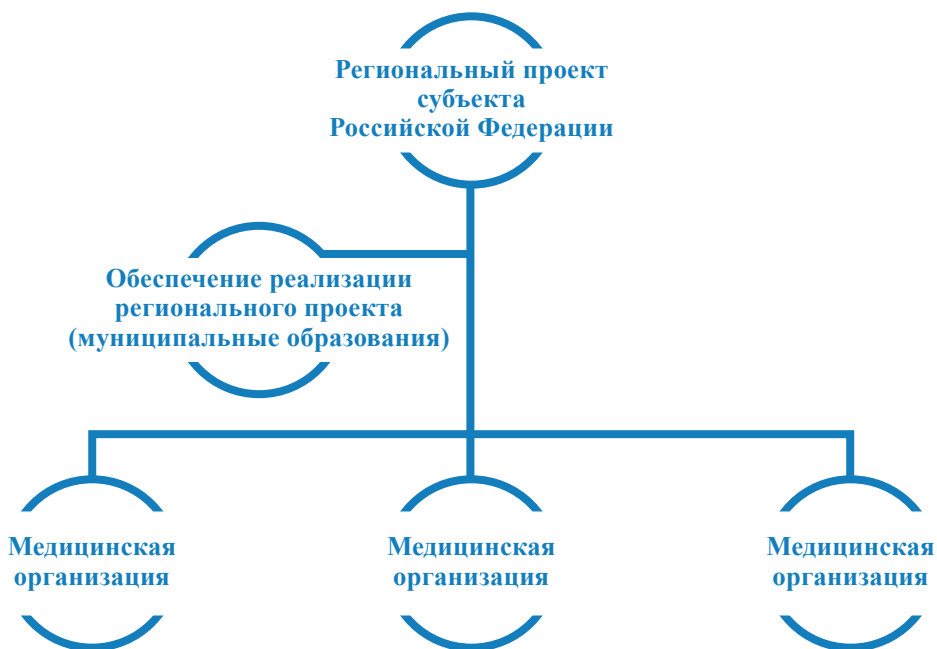 Региональный проект
субъекта
Российской Федерации
Обеспечение реализации
регионального проекта
(муниципальные образования)
Медицинская
организация
Медицинская
организация
Медицинская
организация